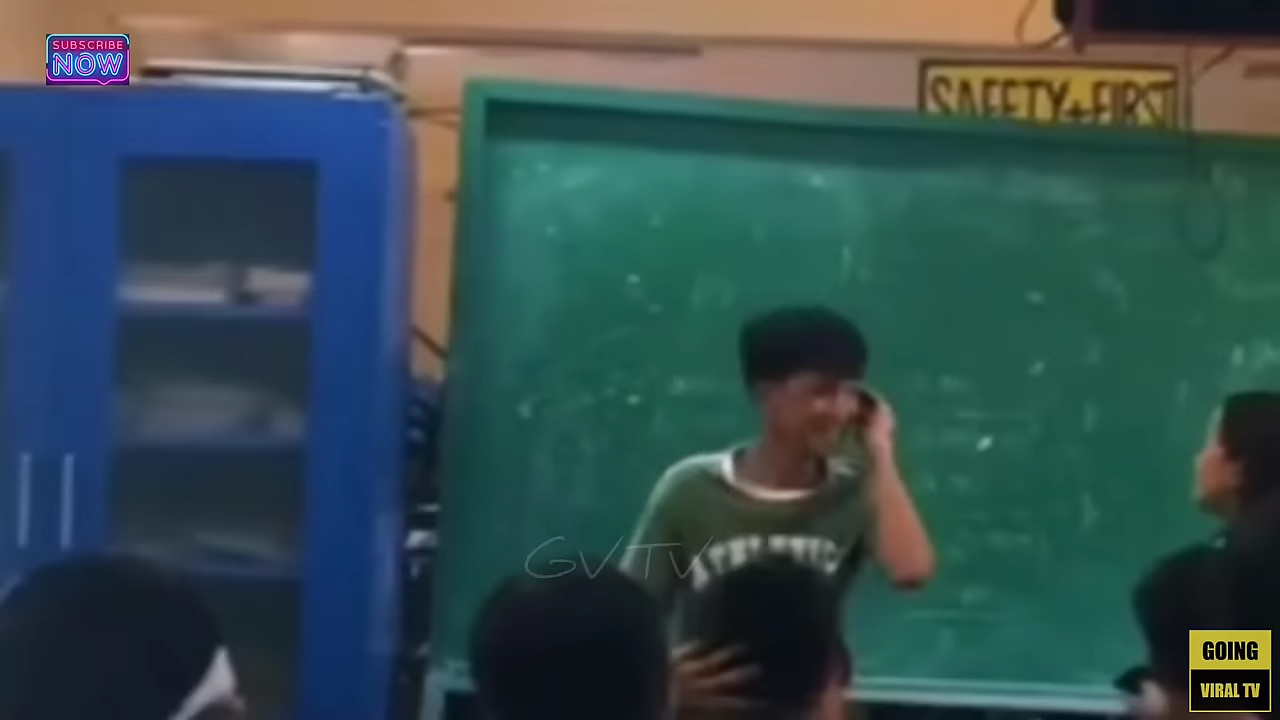 SUBSCRIBE
NOW
SAFETY+FIRST
ATHLETIC
GVTV
GOING
VIRAL TV